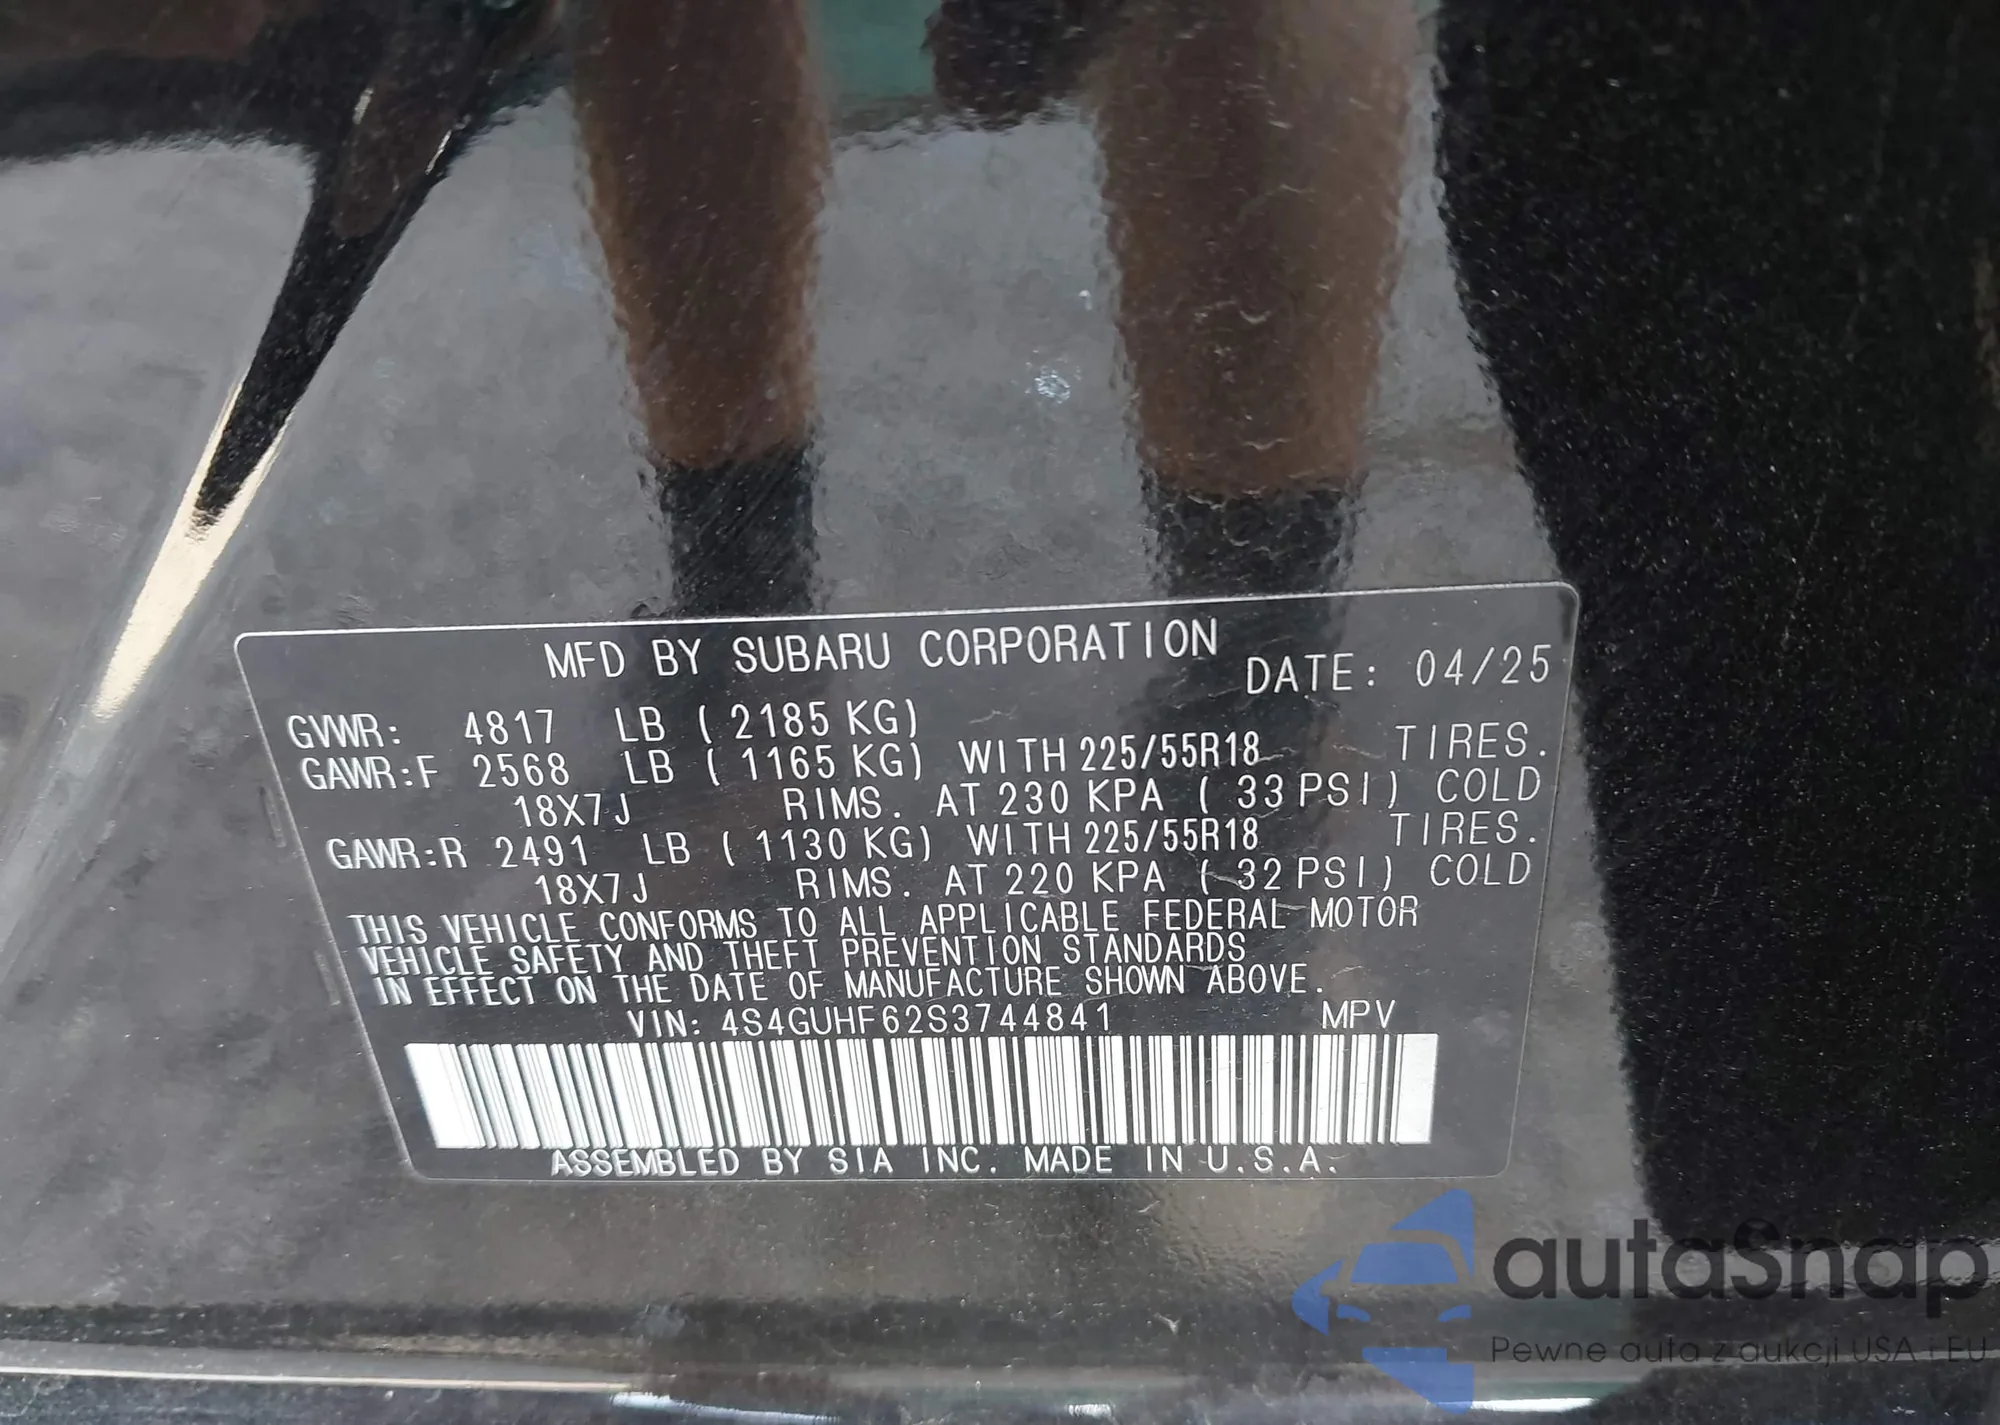 MFD BY SUBARU CORPORATION
DATE: 04/25
GVWR: 4817 LB (2185 KG)
GAWR:F 2568 LB (1165 KG) WITH 225/55R18 TIRES.
18X7J RIMS. AT 230 KPA (33 PSI) COLD
GAWR:R 2491 LB (1130 KG) WITH 225/55R18 TIRES.
18X7J RIMS. AT 220 KPA (32 PSI) COLD
THIS VEHICLE CONFORMS TO ALL APPLICABLE FEDERAL MOTOR
VEHICLE SAFETY AND THEFT PREVENTION STANDARDS
IN EFFECT ON THE DATE OF MANUFACTURE SHOWN ABOVE.
VIN: 4S4GUHF62S3744841 MPV
ASSEMBLED BY SIA INC. MADE IN U.S.A.
autaSnap
Pewne auta z aukcji USA i EU